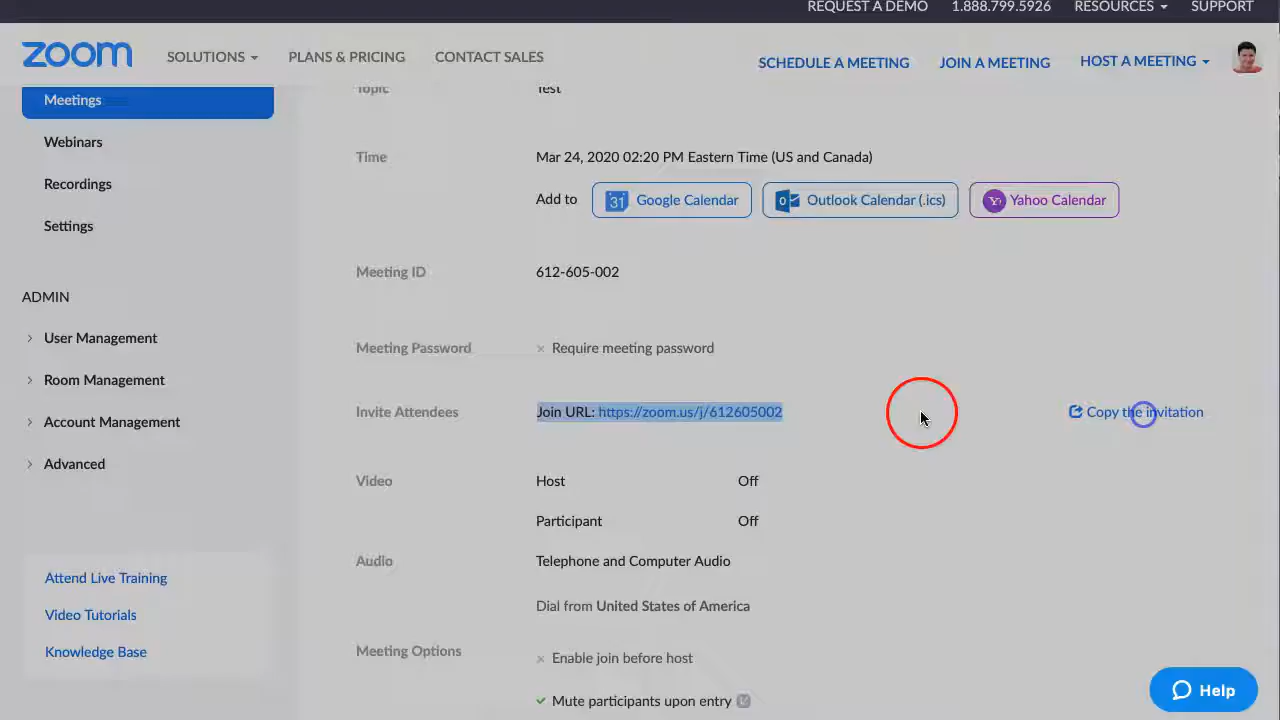 REQUEST A DEMO 1.888.799.5926 RESOURCES SUPPORT
zoom SOLUTIONS PLANS & PRICING CONTACT SALES SCHEDULE A MEETING JOIN A MEETING HOST A MEETING
Meetings
Webinars
Recordings
Settings
ADMIN
User Management
Room Management
Account Management
Advanced
Attend Live Training
Video Tutorials
Knowledge Base
Topic Test
Time Mar 24, 2020 02:20 PM Eastern Time (US and Canada)
Add to 31 Google Calendar Outlook Calendar (.ics) Yahoo Calendar
Meeting ID 612-605-002
Meeting Password × Require meeting password
Invite Attendees Join URL: https://zoom.us/j/612605002 Copy the invitation
Video Host Off
Participant Off
Audio Telephone and Computer Audio
Dial from United States of America
Meeting Options × Enable join before host
✓ Mute participants upon entry
Help